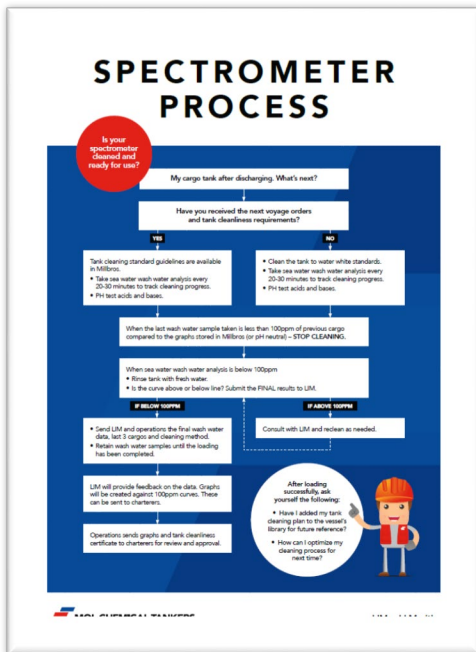 SPECTROMETER
PROCESS
Is your
spectrometer
cleaned and
ready for use?
My cargo tank after discharging. What's next?
Have you received the next voyage orders
and tank cleanliness requirements?
YES
NO
Tank cleaning standard guidelines are available
in Millbros.
• Take sea water wash water analysis every
20-30 minutes to track cleaning progress.
• PH test acids and bases.
• Clean the tank to water white standards.
• Take sea water wash water analysis every
20-30 minutes to track cleaning progress.
• PH test acids and bases.
When the last wash water sample taken is less than 100ppm of previous cargo
compared to the graphs stored in Millbros (or pH neutral) – STOP CLEANING.
When sea water wash water analysis is below 100ppm
• Rinse tank with fresh water.
• Is the curve above or below line? Submit the FINAL results to LIM.
IF BELOW 100PPM
IF ABOVE 100PPM
• Send LIM and operations the final wash water
data, last 3 cargos and cleaning method.
• Retain wash water samples until the loading
has been completed.
Consult with LIM and reclean as needed.
LIM will provide feedback on the data. Graphs
will be created against 100ppm curves. These
can be sent to charterers.
Operations sends graphs and tank cleanliness
certificate to charterers for review and approval.
After loading
successfully, ask
yourself the following:
• Have I added my tank
cleaning plan to the vessel's
library for future reference?
• How can I optimize my
cleaning process for
next time?
MOL CHEMICAL TANKERS